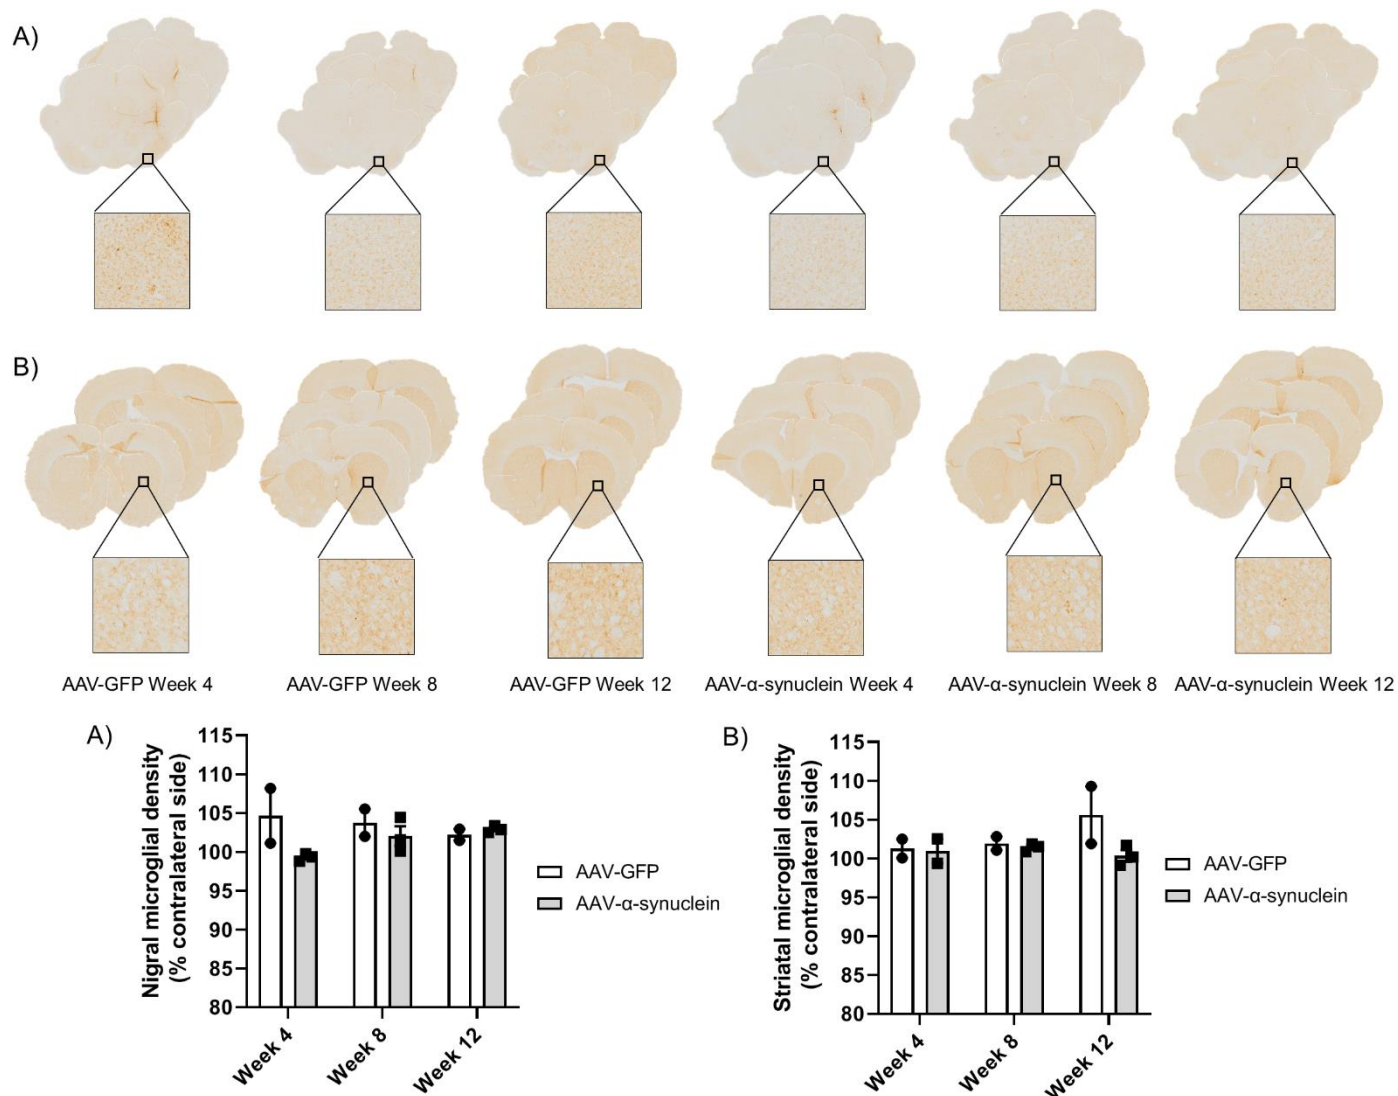 A)
B)
AAV-GFP Week 4
AAV-GFP Week 8
AAV-GFP Week 12
AAV-α-synuclein Week 4
AAV-α-synuclein Week 8
AAV-α-synuclein Week 12
A)
Nigral microglial density
(% contralateral side)
115
110
105
100
95
90
85
80
Week 4
Week 8
Week 12
AAV-GFP
AAV-α-synuclein
B)
Striatal microglial density
(% contralateral side)
115
110
105
100
95
90
85
80
Week 4
Week 8
Week 12
AAV-GFP
AAV-α-synuclein